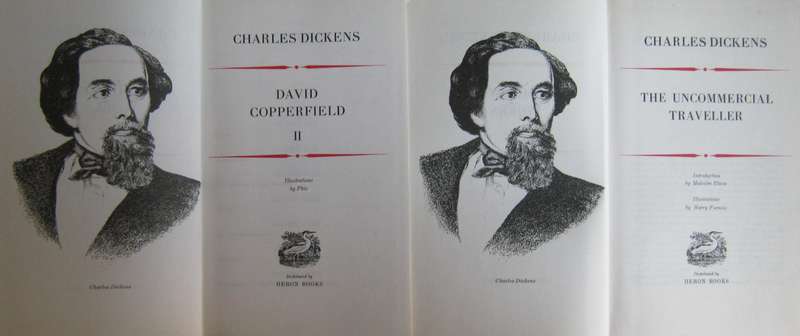 Charles Dickens
CHARLES DICKENS
DAVID
COPPERFIELD
II
Illustrations
by Phiz
Distributed by
HERON BOOKS
Charles Dickens
CHARLES DICKENS
THE UNCOMMERCIAL
TRAVELLER
Introduction
by Malcolm Elwin
Illustrations
by Harry Furniss
Distributed by
HERON BOOKS